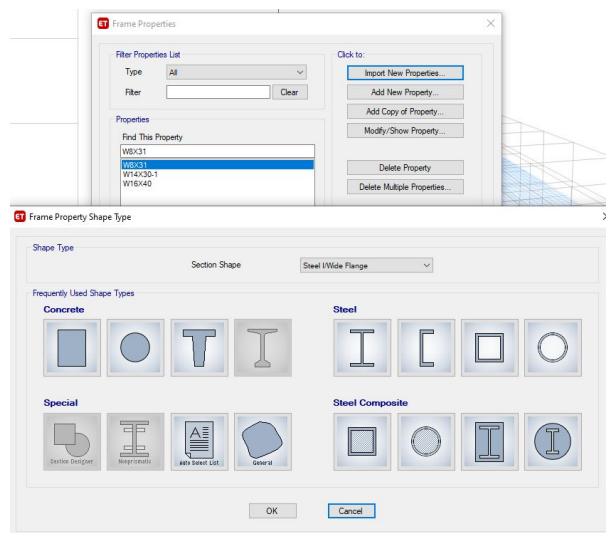 ET Frame Properties
Filter Properties List
Type All
Filter Clear
Properties
Find This Property
W8X31
W8X31
W14X30-1
W16X40
Click to:
Import New Properties...
Add New Property...
Add Copy of Property...
Modify/Show Property...
Delete Property
Delete Multiple Properties...
ET Frame Property Shape Type
Shape Type
Section Shape Steel I/Wide Flange
Frequently Used Shape Types
Concrete
Steel
Special
Section Designer
Nonprismatic
Auto Select List
General
Steel Composite
OK
Cancel